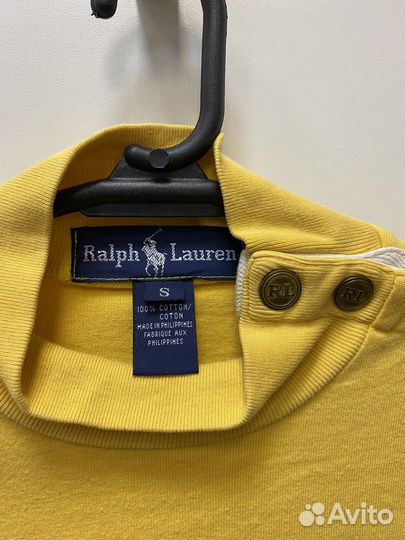 Ralph Lauren
RL RL
S
100% COTTON/
COTON
MADE IN PHILIPPINES
FABRIQUE AUX
PHILIPPINES
Avito